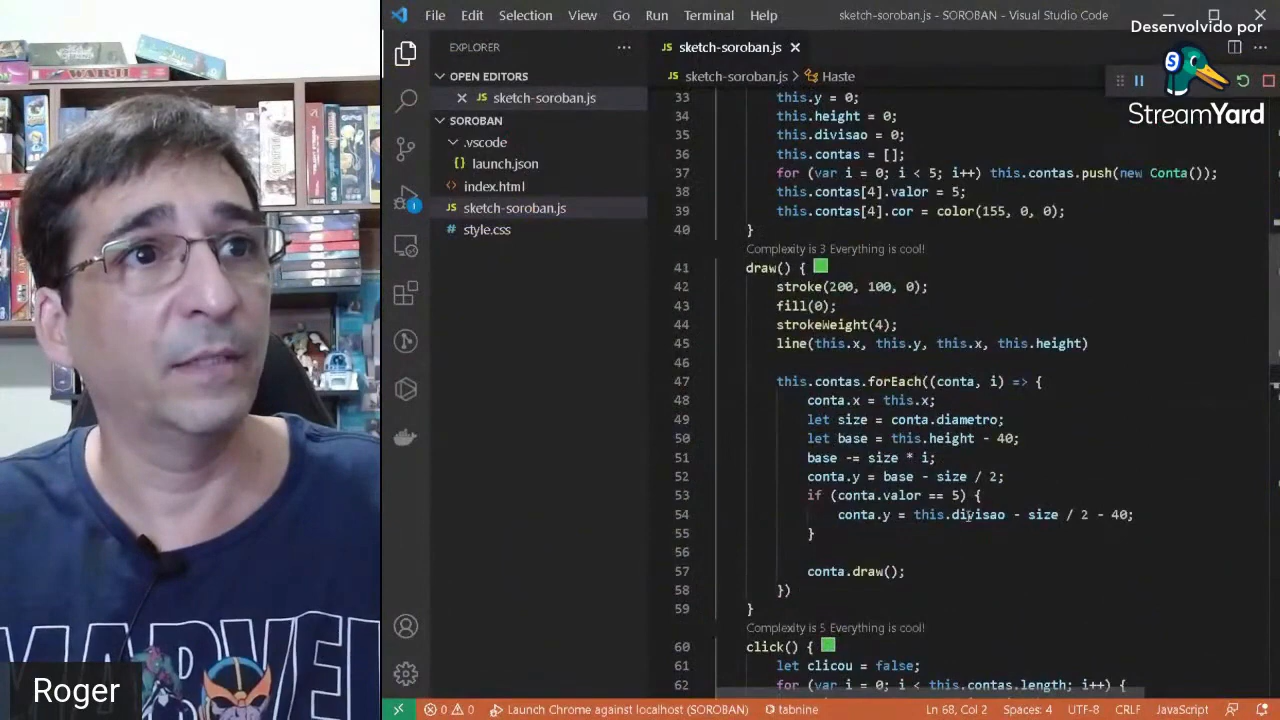 File Edit Selection View Go Run Terminal Help
sketch-soroban.js - SOROBAN - Visual Studio Code
Desenvolvido por
StreamYard
EXPLORER
OPEN EDITORS
sketch-soroban.js
SOROBAN
.vscode
launch.json
index.html
sketch-soroban.js
style.css
sketch-soroban.js
sketch-soroban.js > Haste
33 this.y = 0;
34 this.height = 0;
35 this.divisao = 0;
36 this.contas = [];
37 for (var i = 0; i < 5; i++) this.contas.push(new Conta());
38 this.contas[4].valor = 5;
39 this.contas[4].cor = color(155, 0, 0);
40 }
Complexity is 3 Everything is cool!
41 draw() {
42 stroke(200, 100, 0);
43 fill(0);
44 strokeWeight(4);
45 line(this.x, this.y, this.x, this.height)
46
47 this.contas.forEach((conta, i) => {
48 conta.x = this.x;
49 let size = conta.diametro;
50 let base = this.height - 40;
51 base -= size * i;
52 conta.y = base - size / 2;
53 if (conta.valor == 5) {
54 conta.y = this.divisao - size / 2 - 40;
55 }
56
57 conta.draw();
58 })
59 }
Complexity is 5 Everything is cool!
60 click() {
61 let clicou = false;
62 for (var i = 0; i < this.contas.length; i++) {
0 0 Launch Chrome against localhost (SOROBAN) tabnine Ln 68, Col 2 Spaces: 4 UTF-8 CRLF JavaScript
MARVEL
Roger